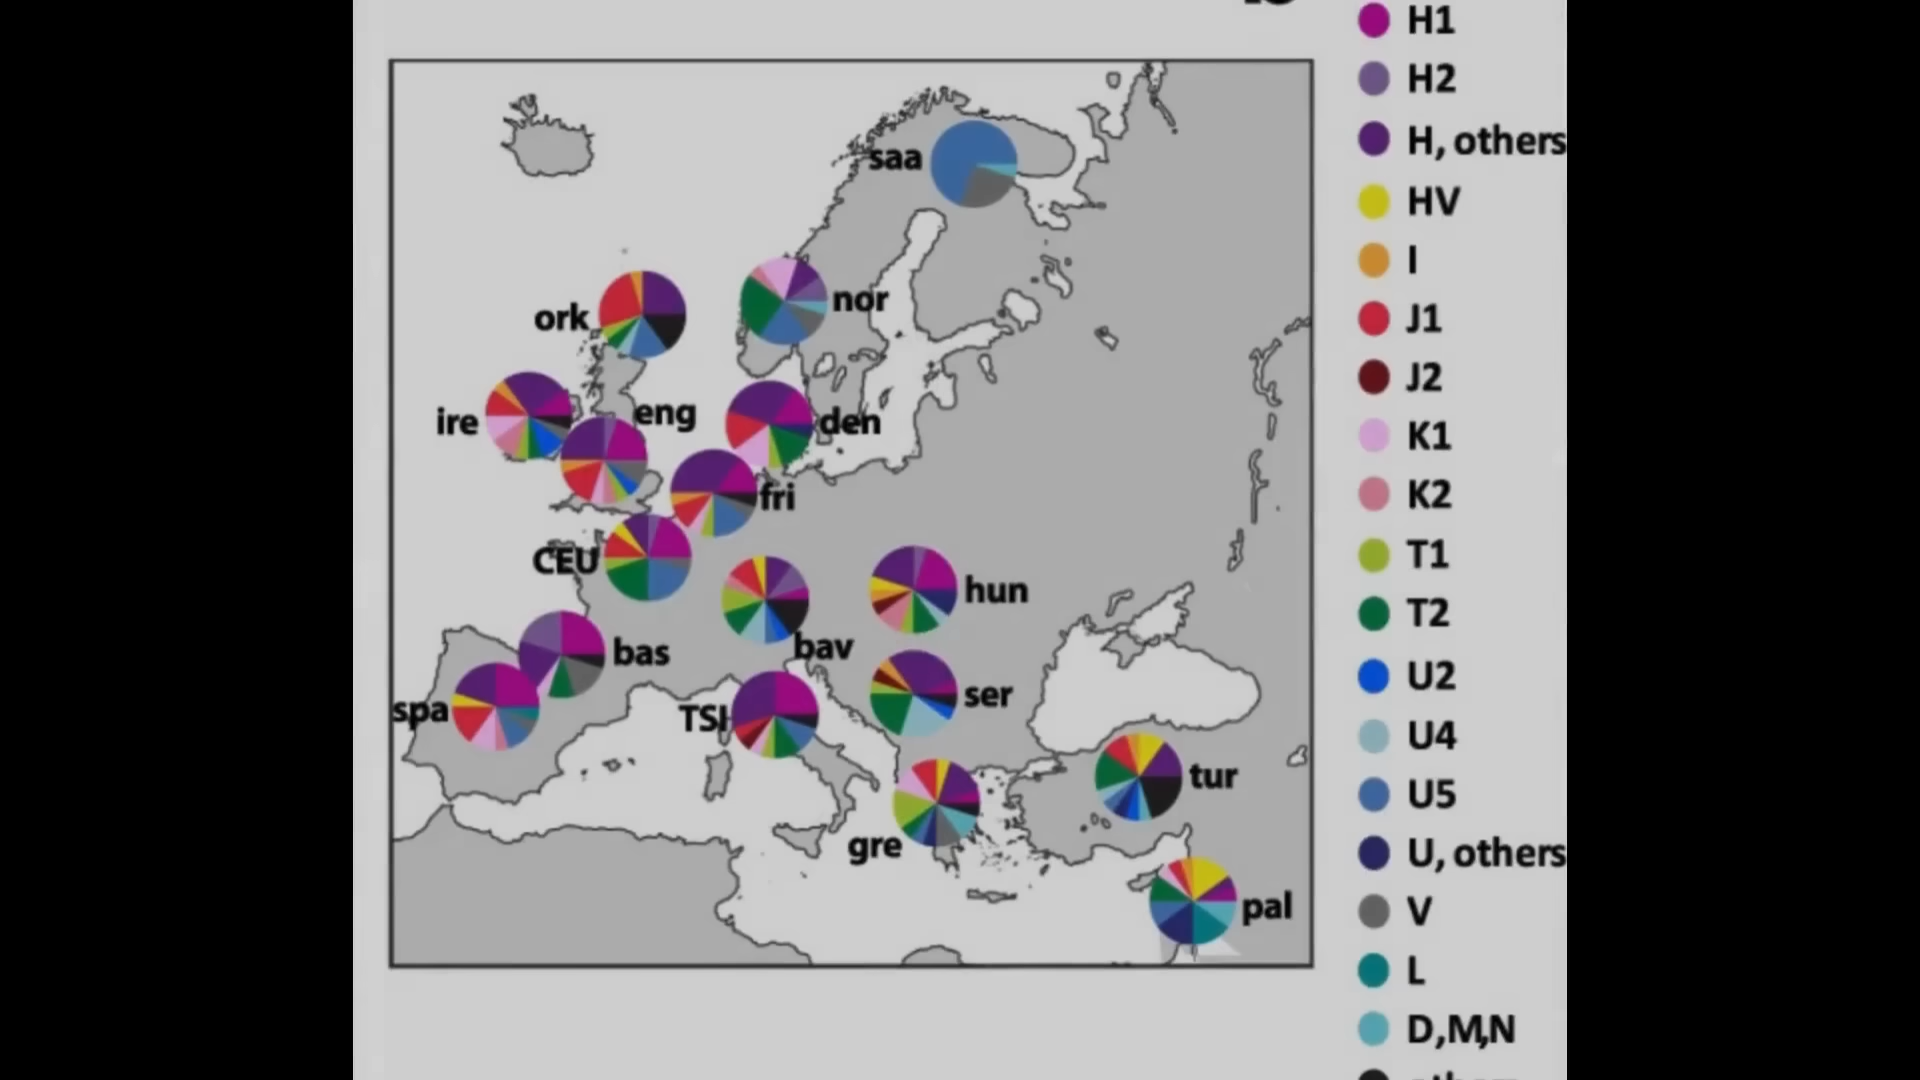 H1
H2
H, others
HV
I
J1
J2
K1
K2
T1
T2
U2
U4
U5
U, others
V
L
D,M,N
saa
nor
ork
ire
eng
den
fri
CEU
hun
bav
bas
spa
TSI
ser
tur
gre
pal